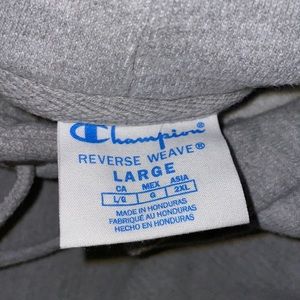 Champion
REVERSE WEAVE®
LARGE
CA MEX ASIA
L/G G 2XL
MADE IN HONDURAS
FABRIQUÉ AU HONDURAS
HECHO EN HONDURAS